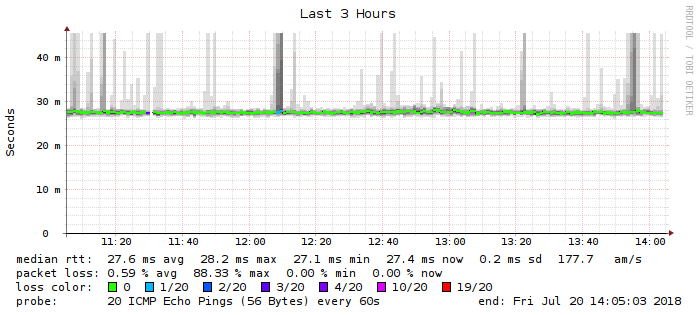 Last 3 Hours
RRDTOOL / TOBI OETIKER
Seconds
40 m
30 m
20 m
10 m
0
11:20 11:40 12:00 12:20 12:40 13:00 13:20 13:40 14:00
median rtt: 27.6 ms avg 28.2 ms max 27.1 ms min 27.4 ms now 0.2 ms sd 177.7 am/s
packet loss: 0.59 % avg 88.33 % max 0.00 % min 0.00 % now
loss color: 0 1/20 2/20 3/20 4/20 10/20 19/20
probe: 20 ICMP Echo Pings (56 Bytes) every 60s end: Fri Jul 20 14:05:03 2018